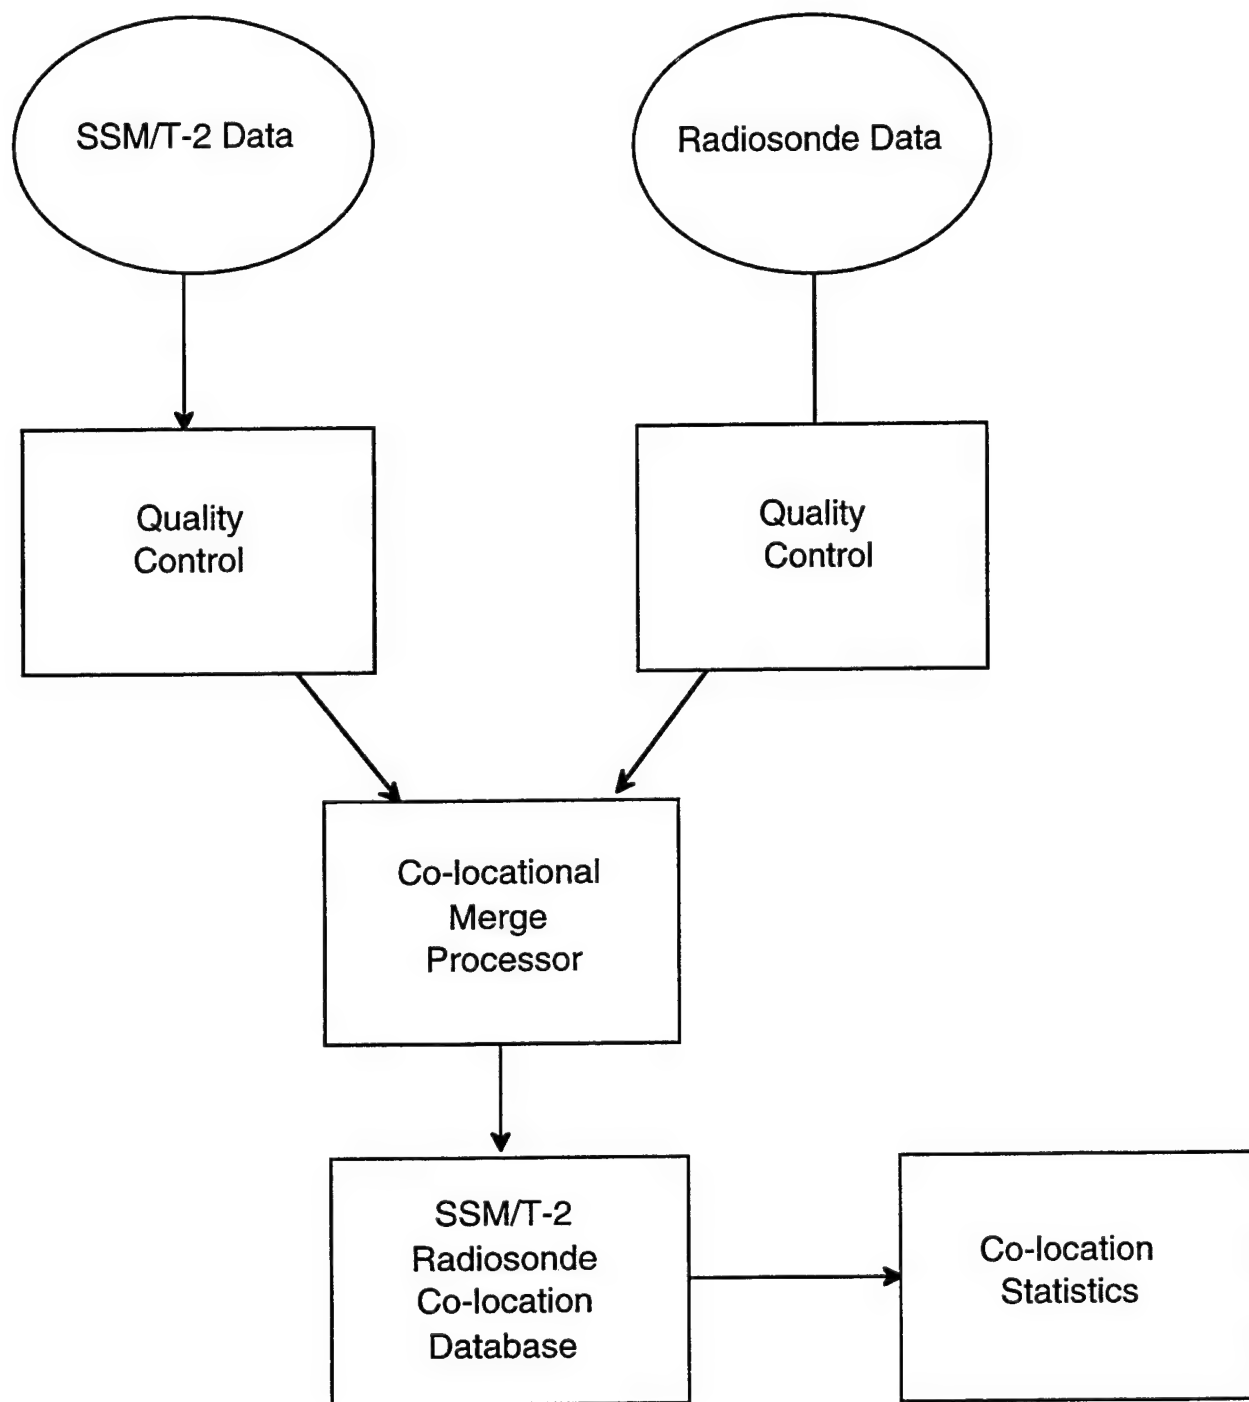 SSM/T-2 Data
Radiosonde Data
Quality
Control
Quality
Control
Co-locational
Merge
Processor
SSM/T-2
Radiosonde
Co-location
Database
Co-location
Statistics